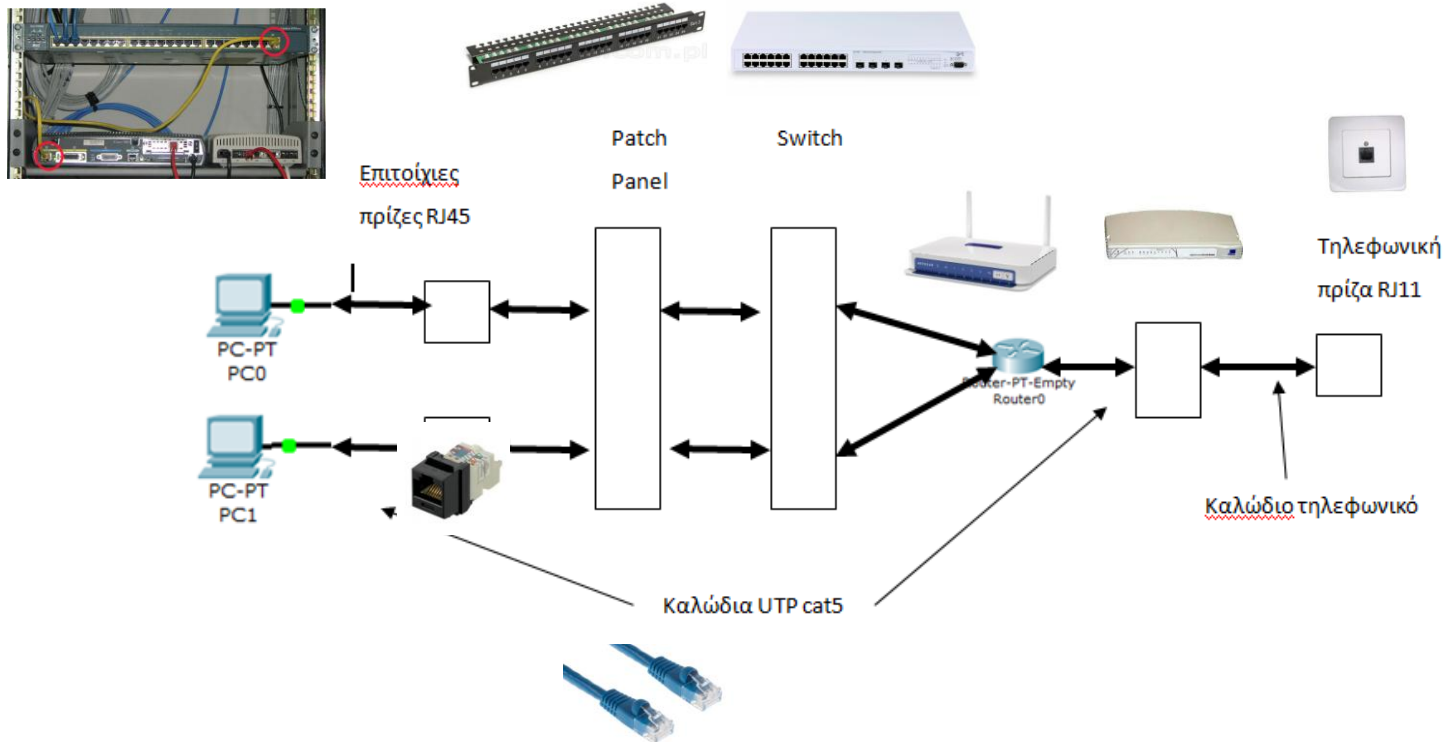 Patch
Panel
Switch
Επιτοίχιες
πρίζες RJ45
Τηλεφωνική
πρίζα RJ11
PC-PT
PC0
Router-PT-Empty
Router0
PC-PT
PC1
Καλώδιο τηλεφωνικό
Καλώδια UTP cat5